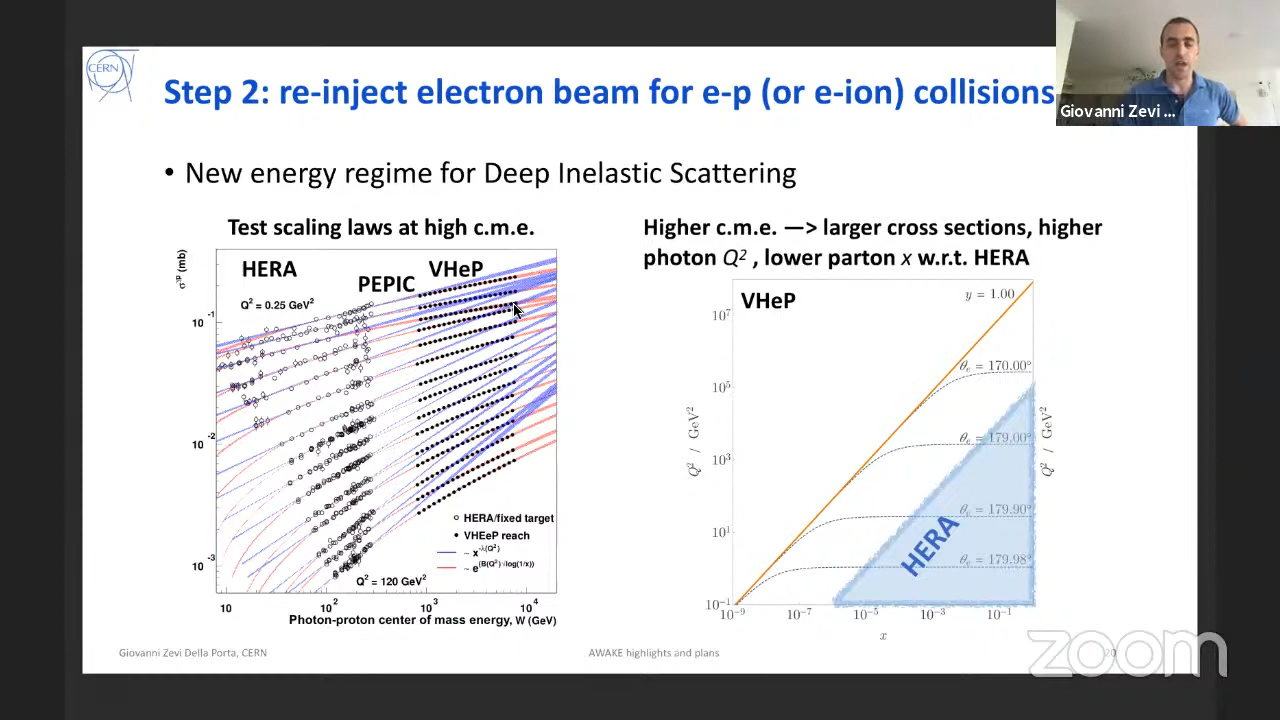 CERN
Step 2: re-inject electron beam for e-p (or e-ion) collisions
Giovanni Zevi ...
• New energy regime for Deep Inelastic Scattering
Test scaling laws at high c.m.e.
σγp (mb)
HERA
PEPIC
VHeP
Q² = 0.25 GeV²
10⁻¹
10⁻²
10⁻³
HERA/fixed target
VHEeP reach
~ x^-λ(Q²)
~ e^(B(Q²)√log(1/x))
Q² = 120 GeV²
10
10²
10³
10⁴
Photon-proton center of mass energy, W (GeV)
Higher c.m.e. —> larger cross sections, higher
photon Q² , lower parton x w.r.t. HERA
VHeP
y = 1.00
θe = 170.00°
θe = 179.00°
θe = 179.90°
θe = 179.98°
HERA
Q² / GeV²
Q² / GeV²
10⁷
10⁵
10³
10¹
10⁻¹
10⁻⁹
10⁻⁷
10⁻⁵
10⁻³
10⁻¹
x
Giovanni Zevi Della Porta, CERN
AWAKE highlights and plans
20
zoom